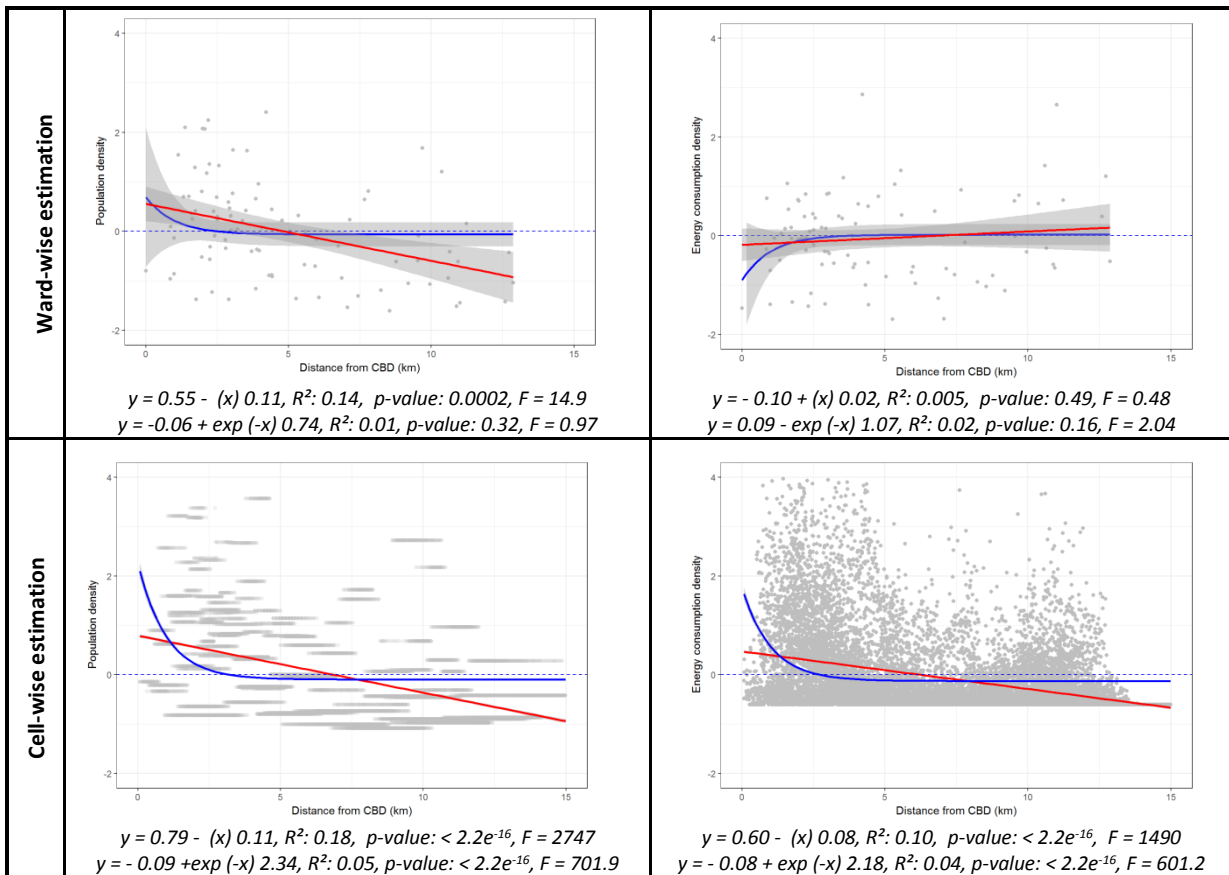 Ward-wise estimation
4
2
0
-2
Population density
0
5
10
15
Distance from CBD (km)
y = 0.55 - (x) 0.11, R²: 0.14, p-value: 0.0002, F = 14.9
y = -0.06 + exp (-x) 0.74, R²: 0.01, p-value: 0.32, F = 0.97
4
2
0
-2
Energy consumption density
0
5
10
15
Distance from CBD (km)
y = - 0.10 + (x) 0.02, R²: 0.005, p-value: 0.49, F = 0.48
y = 0.09 - exp (-x) 1.07, R²: 0.02, p-value: 0.16, F = 2.04
Cell-wise estimation
4
2
0
-2
Population density
0
5
10
15
Distance from CBD (km)
y = 0.79 - (x) 0.11, R²: 0.18, p-value: < 2.2e⁻¹⁶, F = 2747
y = - 0.09 +exp (-x) 2.34, R²: 0.05, p-value: < 2.2e⁻¹⁶, F = 701.9
4
2
0
-2
Energy consumption density
0
5
10
15
Distance from CBD (km)
y = 0.60 - (x) 0.08, R²: 0.10, p-value: < 2.2e⁻¹⁶, F = 1490
y = - 0.08 + exp (-x) 2.18, R²: 0.04, p-value: < 2.2e⁻¹⁶, F = 601.2